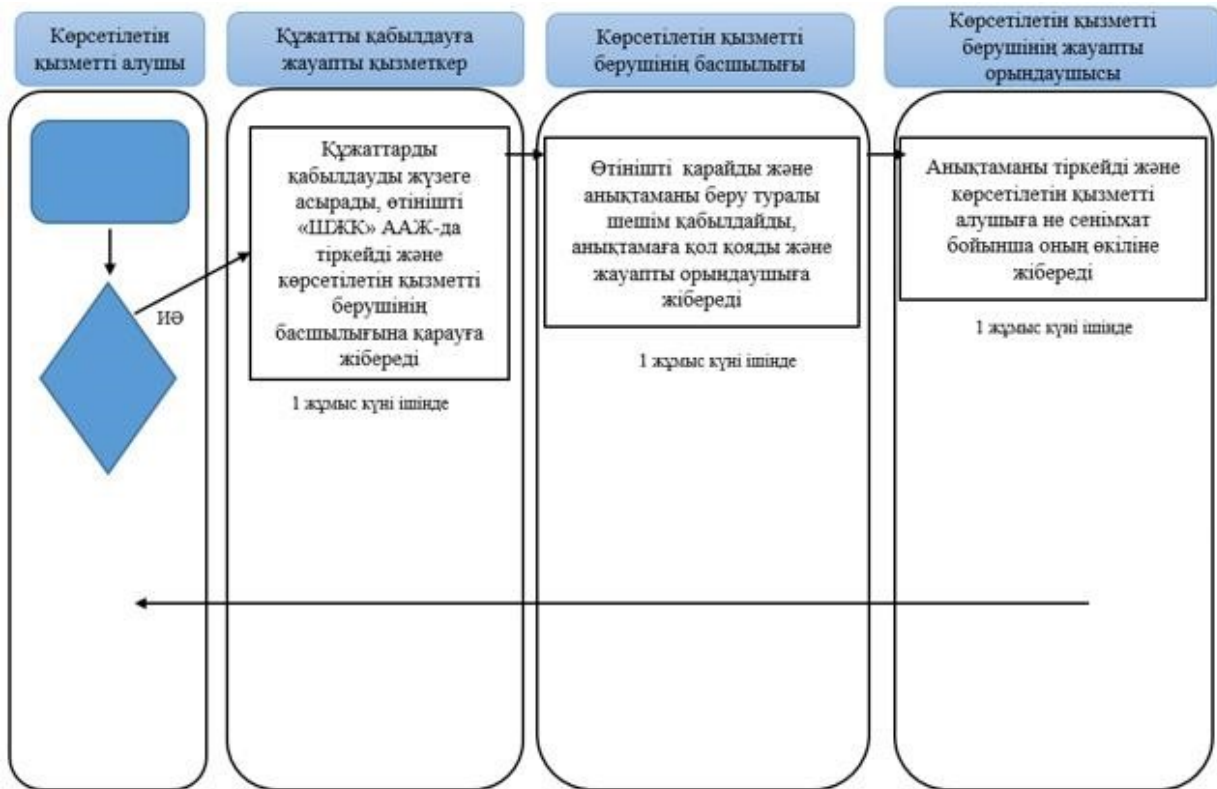 Көрсетілетін
қызметті алушы
Құжатты қабылдауға
жауапты қызметкер
Көрсетілетін қызметті
берушінің басшылығы
Көрсетілетін қызметті
берушінің жауапты
орындаушысы
ИӘ
Құжаттарды
қабылдауды жүзеге
асырады, өтінішті
«ШЖК» ААЖ-да
тіркейді және
көрсетілетін қызметті
берушінің
басшылығына қарауға
жібереді
1 жұмыс күні ішінде
Өтінішті қарайды және
анықтаманы беру туралы
шешім қабылдайды,
анықтамаға қол қояды және
жауапты орындаушыға
жібереді
1 жұмыс күні ішінде
Анықтаманы тіркейді және
көрсетілетін қызметті
алушыға не сенімхат
бойынша оның өкіліне
жібереді
1 жұмыс күні ішінде